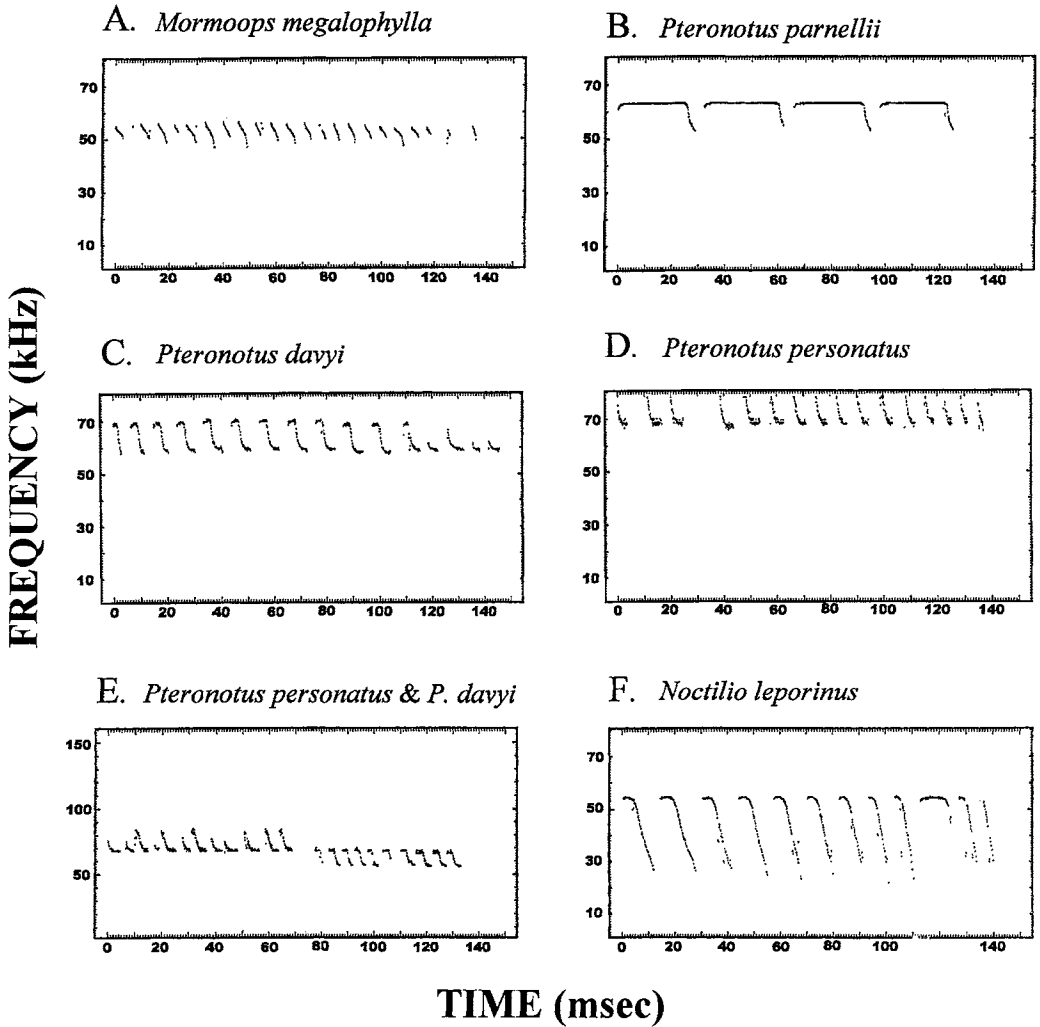 A. Mormoops megalophylla
70
50
30
10
0 20 40 60 80 100 120 140
B. Pteronotus parnellii
70
50
30
10
0 20 40 60 80 100 120 140
C. Pteronotus davyi
70
50
30
10
0 20 40 60 80 100 120 140
D. Pteronotus personatus
70
50
30
10
0 20 40 60 80 100 120 140
E. Pteronotus personatus & P. davyi
150
100
50
0 20 40 60 80 100 120 140
F. Noctilio leporinus
70
50
30
10
0 20 40 60 80 100 120 140
FREQUENCY (kHz)
TIME (msec)